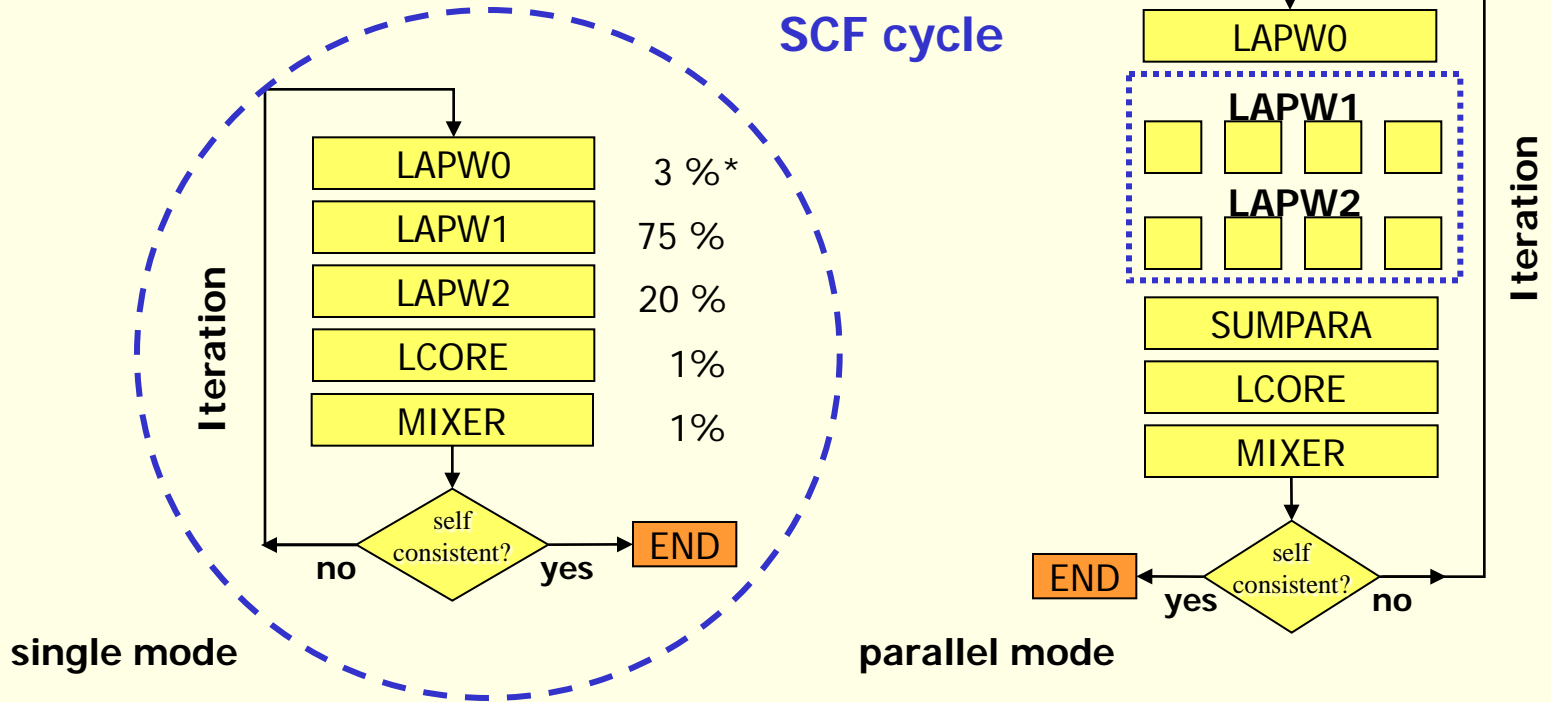 SCF cycle
Iteration
LAPW0
3 %*
LAPW1
75 %
LAPW2
20 %
LCORE
1%
MIXER
1%
self
consistent?
no
yes
END
single mode
LAPW0
LAPW1
LAPW2
SUMPARA
LCORE
MIXER
self
consistent?
END
yes
no
Iteration
parallel mode